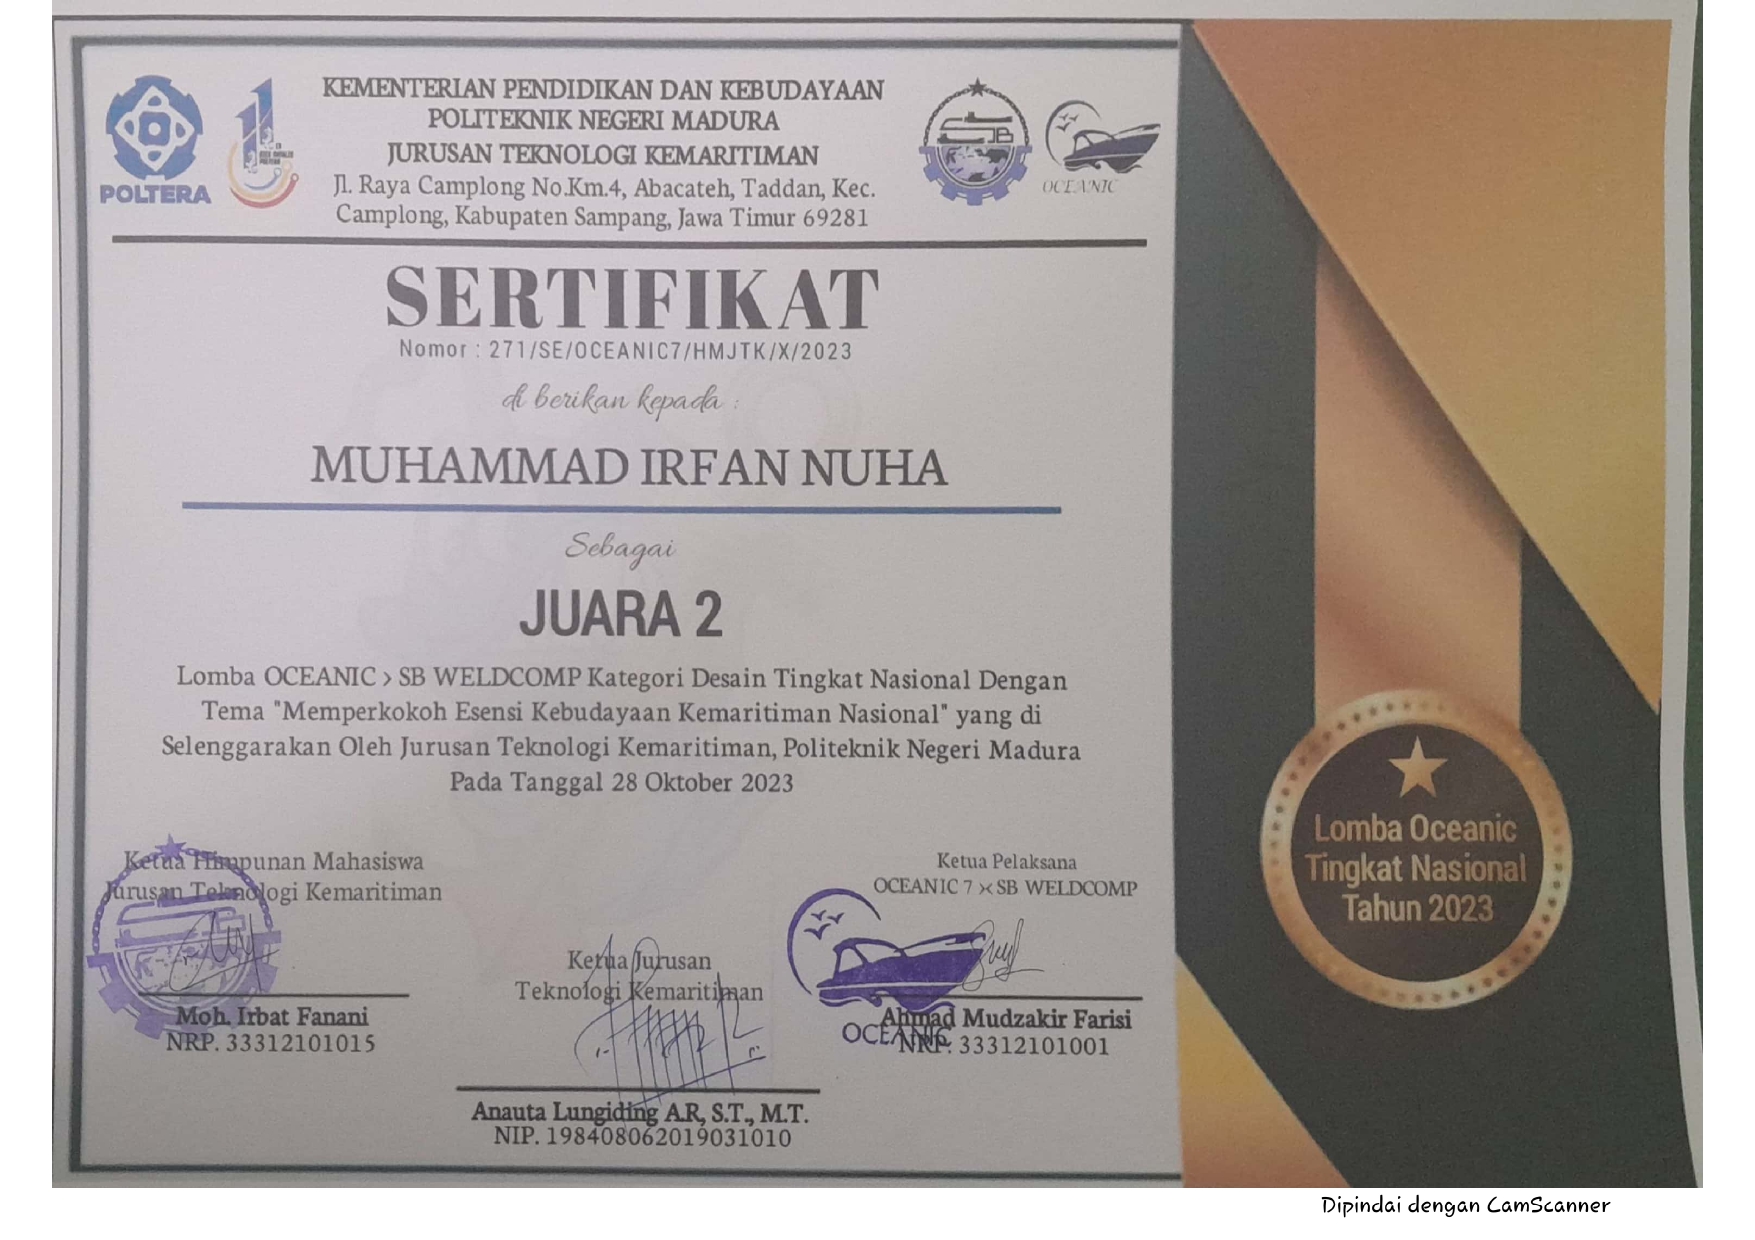 KEMENTERIAN PENDIDIKAN DAN KEBUDAYAAN
POLITEKNIK NEGERI MADURA
JURUSAN TEKNOLOGI KEMARITIMAN
Jl. Raya Camplong No.Km.4, Abacateh, Taddan, Kec.
Camplong, Kabupaten Sampang, Jawa Timur 69281
POLTERA
OCEANIC
SERTIFIKAT
Nomor : 271/SE/OCEANIC7/HMJTK/X/2023
di berikan kepada :
MUHAMMAD IRFAN NUHA
Sebagai
JUARA 2
Lomba OCEANIC > SB WELDCOMP Kategori Desain Tingkat Nasional Dengan
Tema "Memperkokoh Esensi Kebudayaan Kemaritiman Nasional" yang di
Selenggarakan Oleh Jurusan Teknologi Kemaritiman, Politeknik Negeri Madura
Pada Tanggal 28 Oktober 2023
Ketua Himpunan Mahasiswa
Jurusan Teknologi Kemaritiman
Moh. Irbat Fanani
NRP. 33312101015
Ketua Jurusan
Teknologi Kemaritiman
Anauta Lungiding A.R, S.T., M.T.
NIP. 198408062019031010
Ketua Pelaksana
OCEANIC 7 × SB WELDCOMP
OCEANIC
Ahmad Mudzakir Farisi
NRP. 33312101001
Lomba Oceanic
Tingkat Nasional
Tahun 2023
Dipindai dengan CamScanner